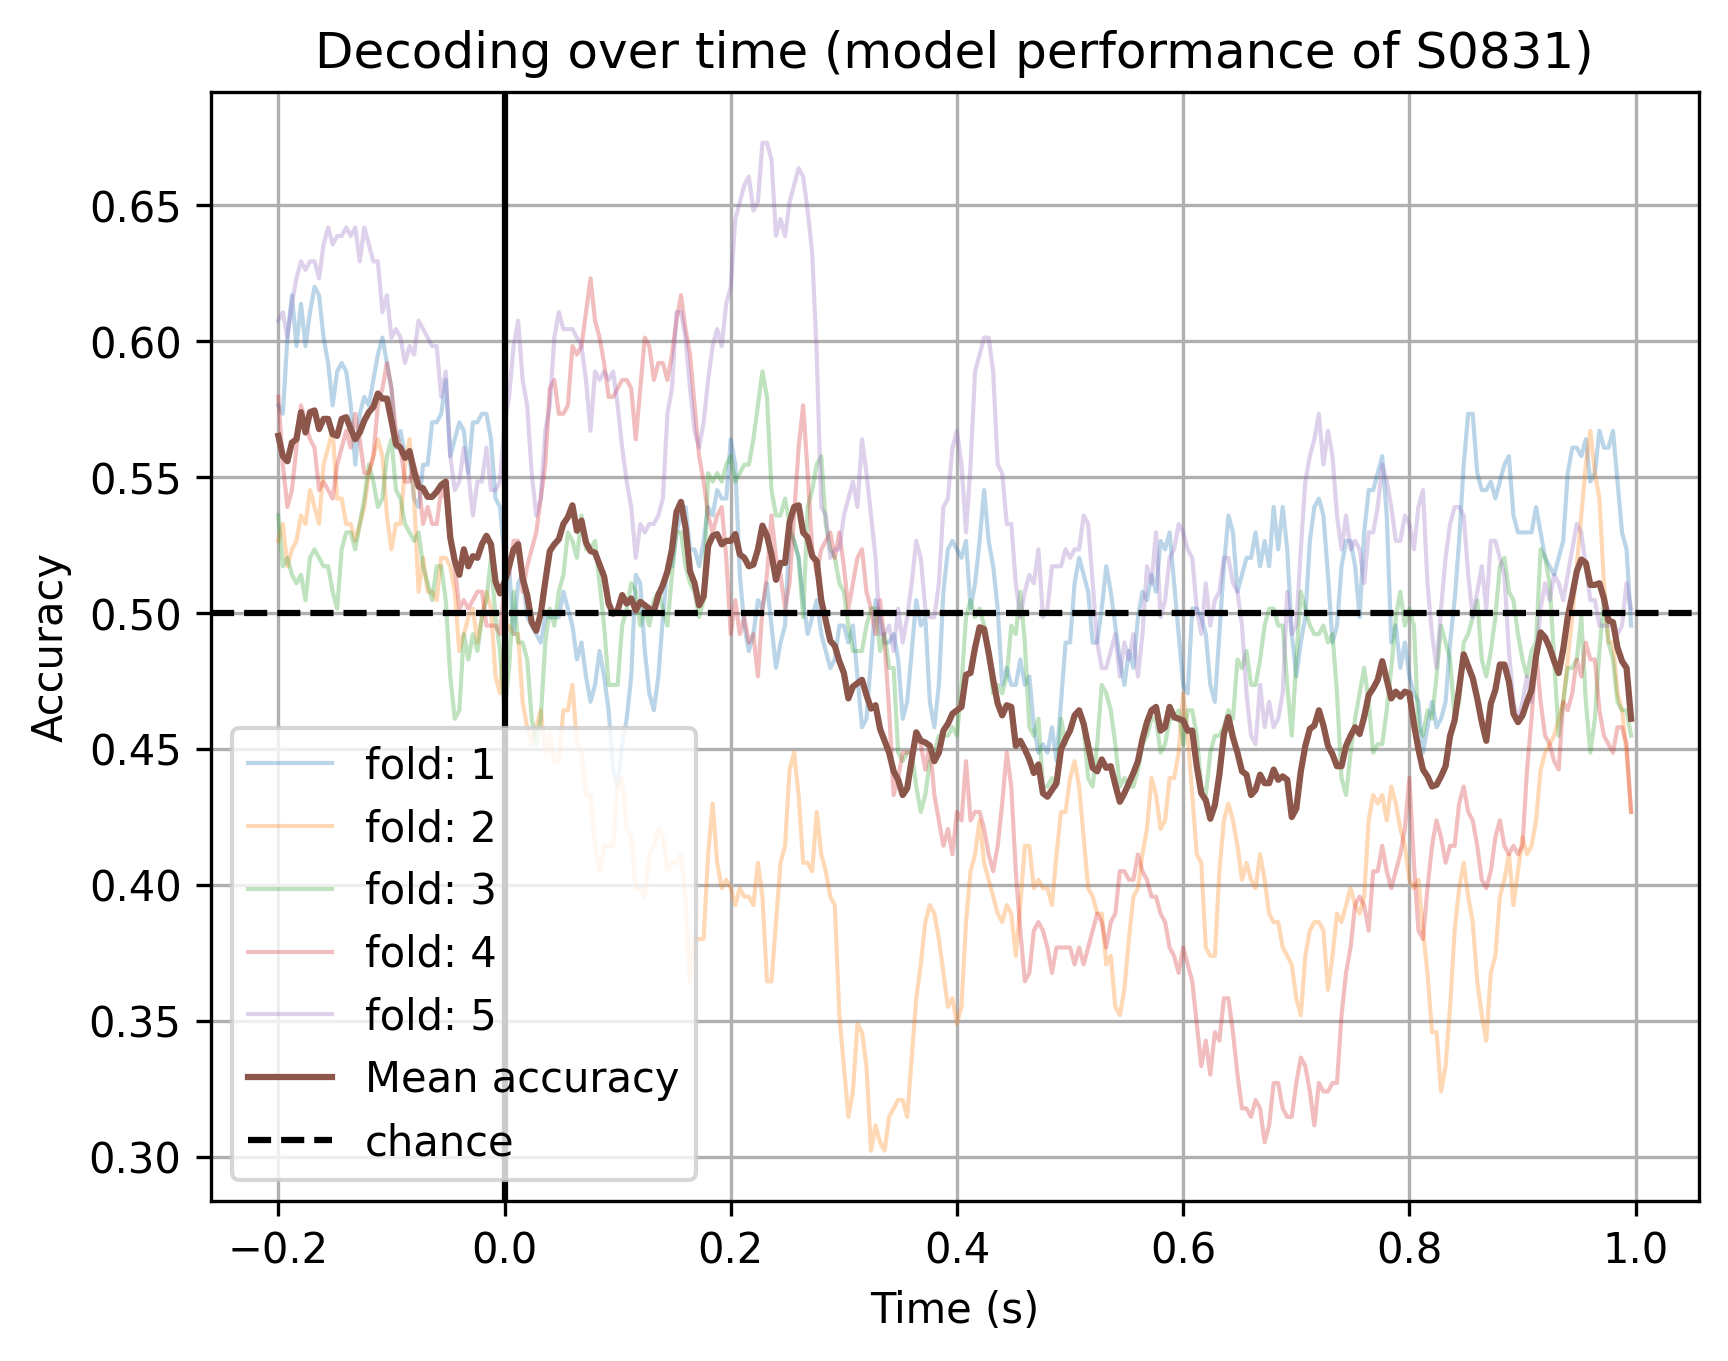 Decoding over time (model performance of S0831)
Accuracy
0.65
0.60
0.55
0.50
0.45
0.40
0.35
0.30
fold: 1
fold: 2
fold: 3
fold: 4
fold: 5
Mean accuracy
chance
−0.2 0.0 0.2 0.4 0.6 0.8 1.0
Time (s)